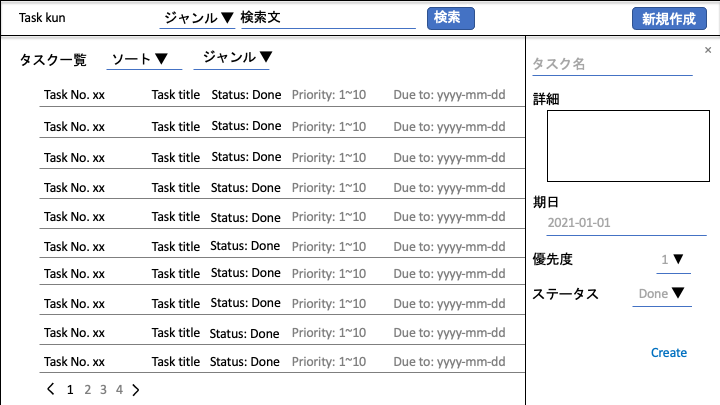 Task kun ジャンル ▼ 検索文 検索 新規作成
タスク一覧 ソート ▼ ジャンル ▼
Task No. xx Task title Status: Done Priority: 1~10 Due to: yyyy-mm-dd
Task No. xx Task title Status: Done Priority: 1~10 Due to: yyyy-mm-dd
Task No. xx Task title Status: Done Priority: 1~10 Due to: yyyy-mm-dd
Task No. xx Task title Status: Done Priority: 1~10 Due to: yyyy-mm-dd
Task No. xx Task title Status: Done Priority: 1~10 Due to: yyyy-mm-dd
Task No. xx Task title Status: Done Priority: 1~10 Due to: yyyy-mm-dd
Task No. xx Task title Status: Done Priority: 1~10 Due to: yyyy-mm-dd
Task No. xx Task title Status: Done Priority: 1~10 Due to: yyyy-mm-dd
Task No. xx Task title Status: Done Priority: 1~10 Due to: yyyy-mm-dd
Task No. xx Task title Status: Done Priority: 1~10 Due to: yyyy-mm-dd
< 1 2 3 4 >
×
タスク名
詳細
期日
2021-01-01
優先度 1 ▼
ステータス Done ▼
Create